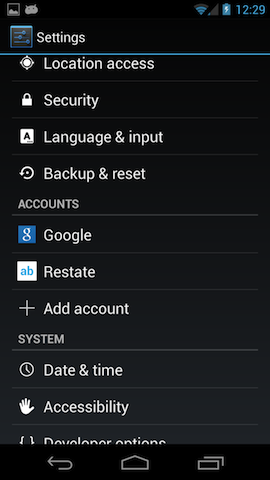 12:29
Settings
Location access
Security
A
Language & input
Backup & reset
ACCOUNTS
g
Google
ab
Restate
Add account
SYSTEM
Date & time
Accessibility
{ }
Developer options